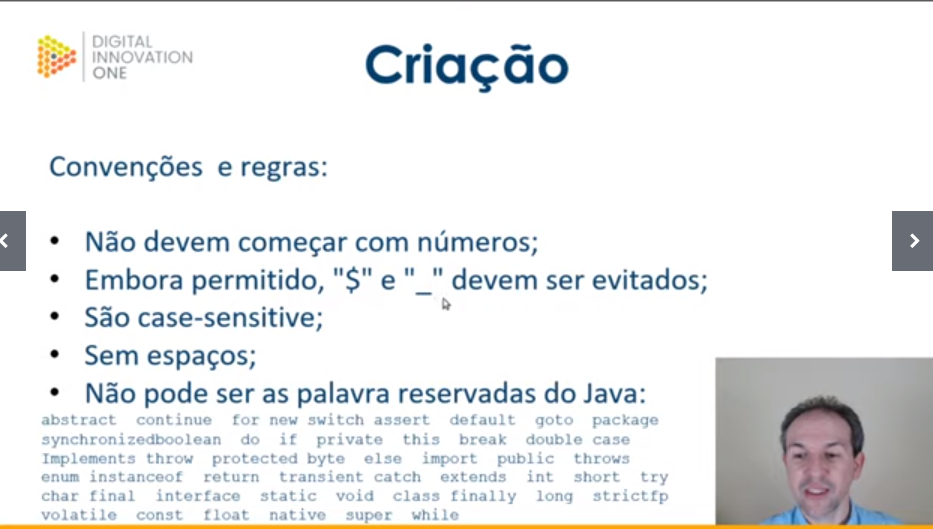 DIGITAL
INNOVATION
ONE
Criação
Convenções e regras:
• Não devem começar com números;
• Embora permitido, "$" e "_" devem ser evitados;
• São case-sensitive;
• Sem espaços;
• Não pode ser as palavra reservadas do Java:
abstract continue for new switch assert default goto package
synchronizedboolean do if private this break double case
Implements throw protected byte else import public throws
enum instanceof return transient catch extends int short try
char final interface static void class finally long strictfp
volatile const float native super while